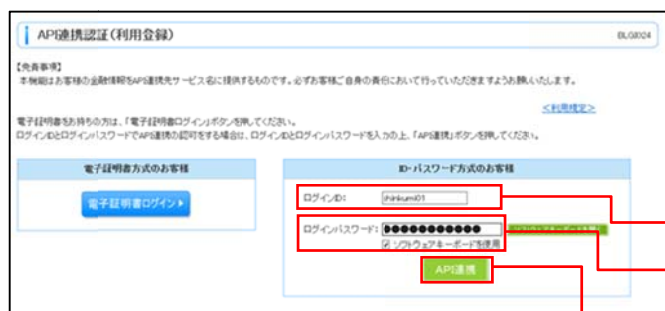 API連携認証(利用登録)
BLGI024
【免責事項】
本機能はお客様の金融情報をAPI連携先サービス名に提供するものです。必ずお客様ご自身の責任において行っていただきますようお願いいたします。
<利用規定>
電子証明書をお持ちの方は、「電子証明書ログイン」ボタンを押してください。
ログインIDとログインパスワードでAPI連携の認可をする場合は、ログインIDとログインパスワードを入力の上、「API連携」ボタンを押してください。
電子証明書方式のお客様
ID・パスワード方式のお客様
電子証明書ログイン
ログインID:
shinkumi01
ログインパスワード:
ソフトウェアキーボードを使用
API連携